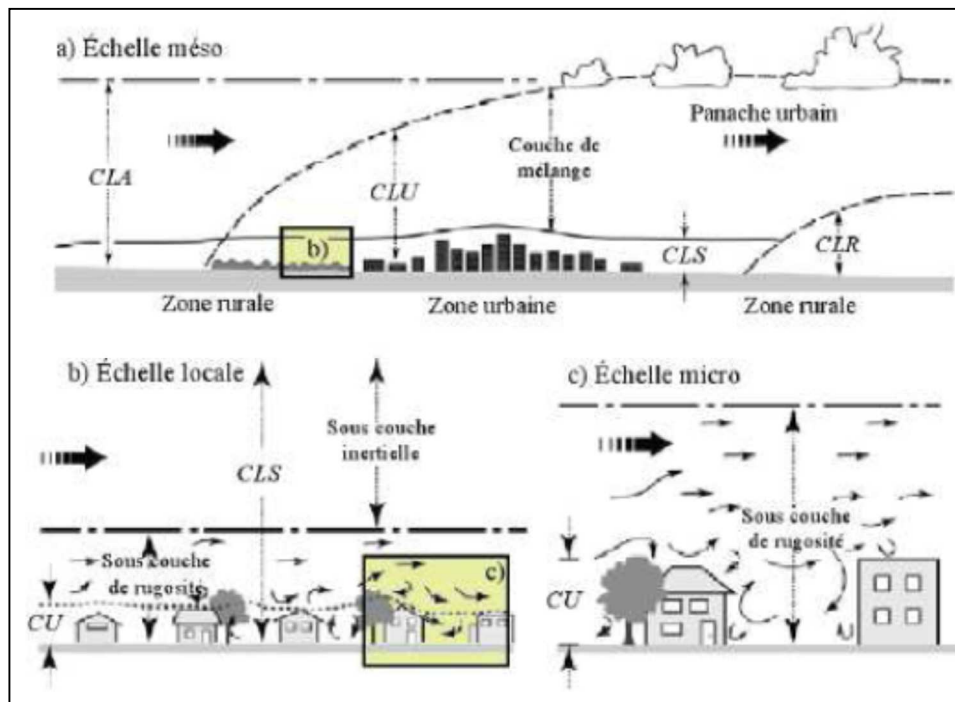 a) Échelle méso
Panache urbain
Couche de
mélange
CLA
CLU
b)
CLS
CLR
Zone rurale
Zone urbaine
Zone rurale
b) Échelle locale
Sous couche
inertielle
CLS
Sous couche
de rugosité
c)
CU
c) Échelle micro
Sous couche
de rugosité
CU